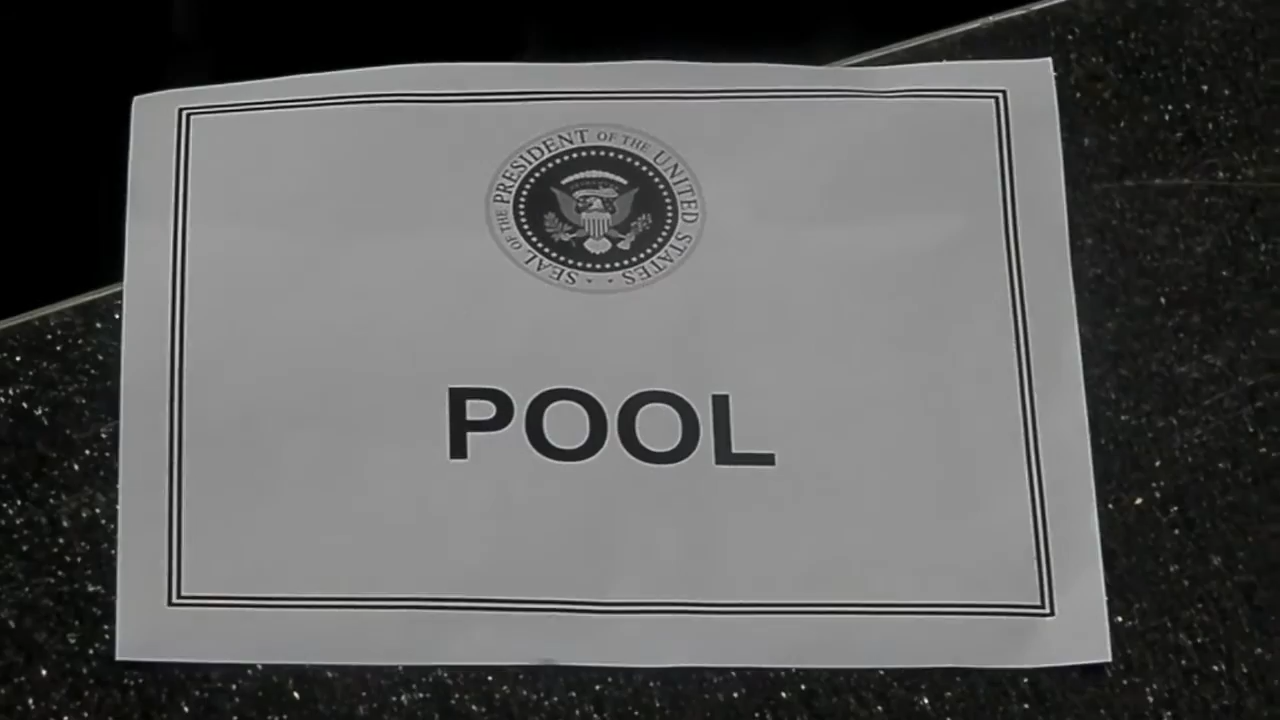 SEAL OF THE PRESIDENT OF THE UNITED STATES
POOL